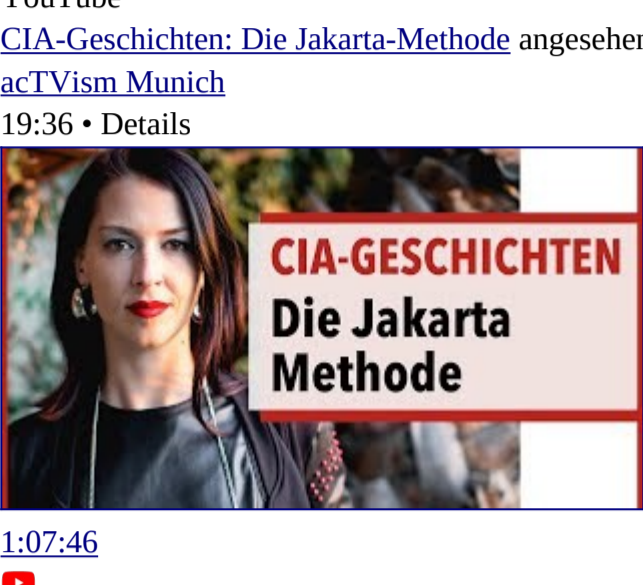 YouTube
CIA-Geschichten: Die Jakarta-Methode angesehen
acTVism Munich
19:36 • Details
CIA-GESCHICHTEN
Die Jakarta
Methode
1:07:46